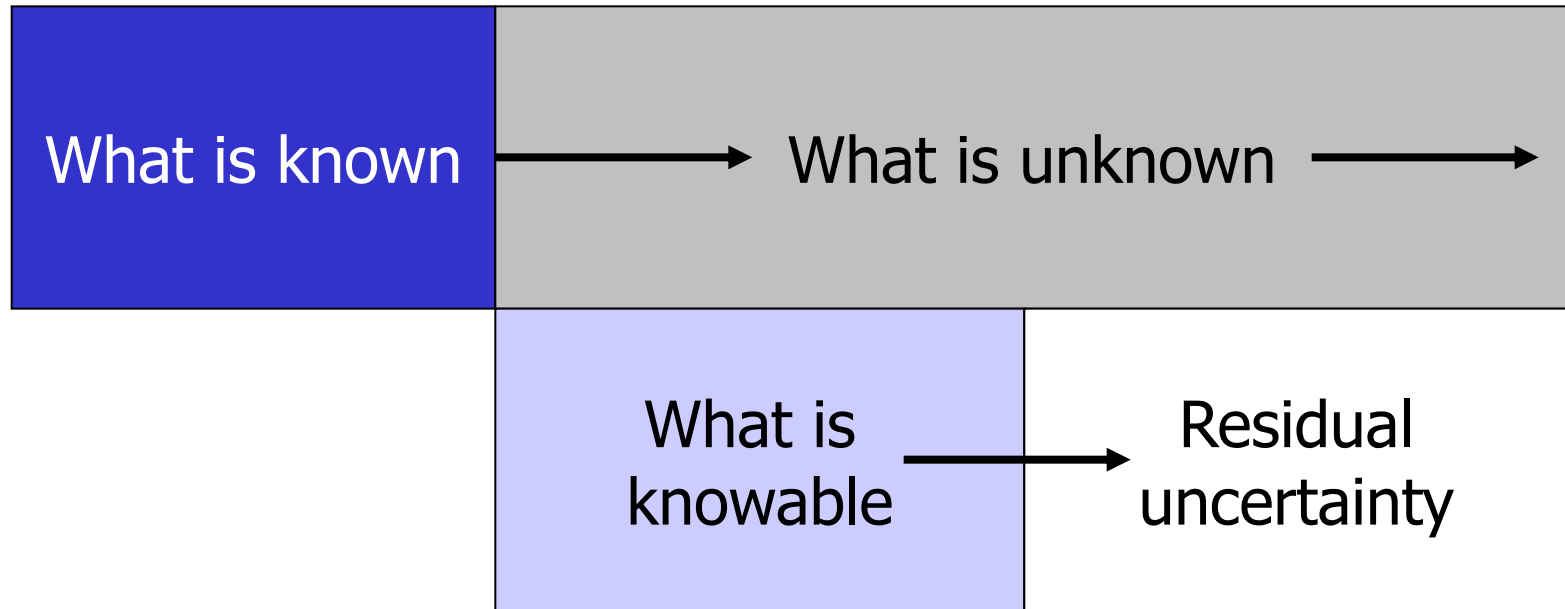 What is known
What is unknown
What is
knowable
Residual
uncertainty